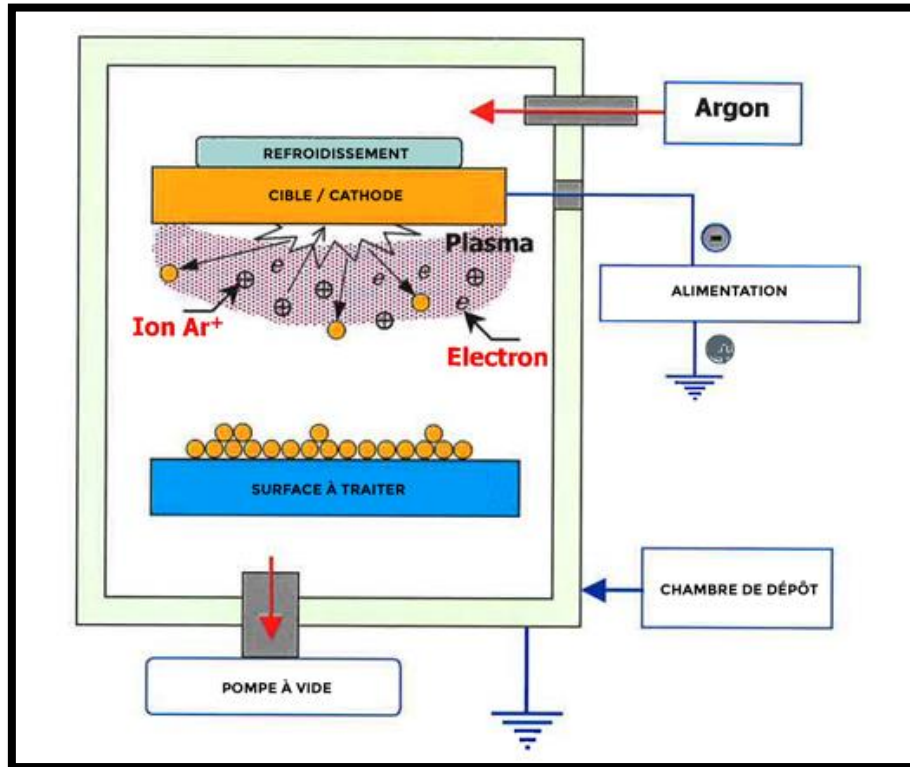 Argon
REFROIDISSEMENT
CIBLE / CATHODE
Plasma
e
e
e
e
e
Ion Ar⁺
Electron
-
ALIMENTATION
SURFACE À TRAITER
CHAMBRE DE DÉPÔT
POMPE À VIDE